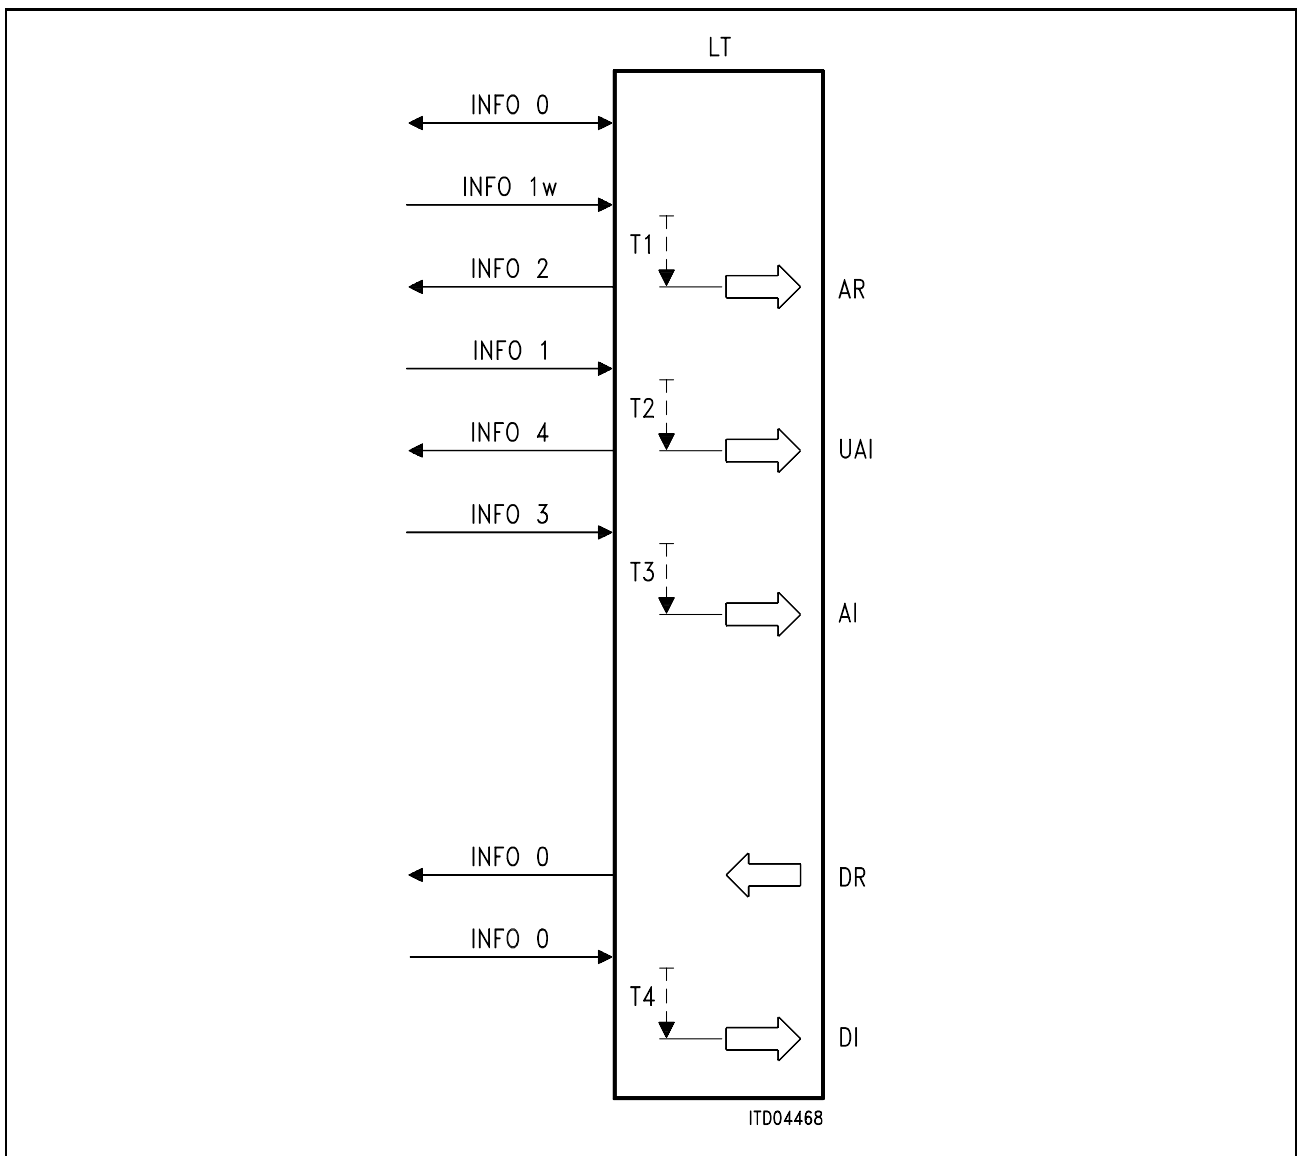 LT
INFO 0
INFO 1w
T1
INFO 2
AR
INFO 1
T2
INFO 4
UAI
INFO 3
T3
AI
INFO 0
DR
INFO 0
T4
DI
ITD04468